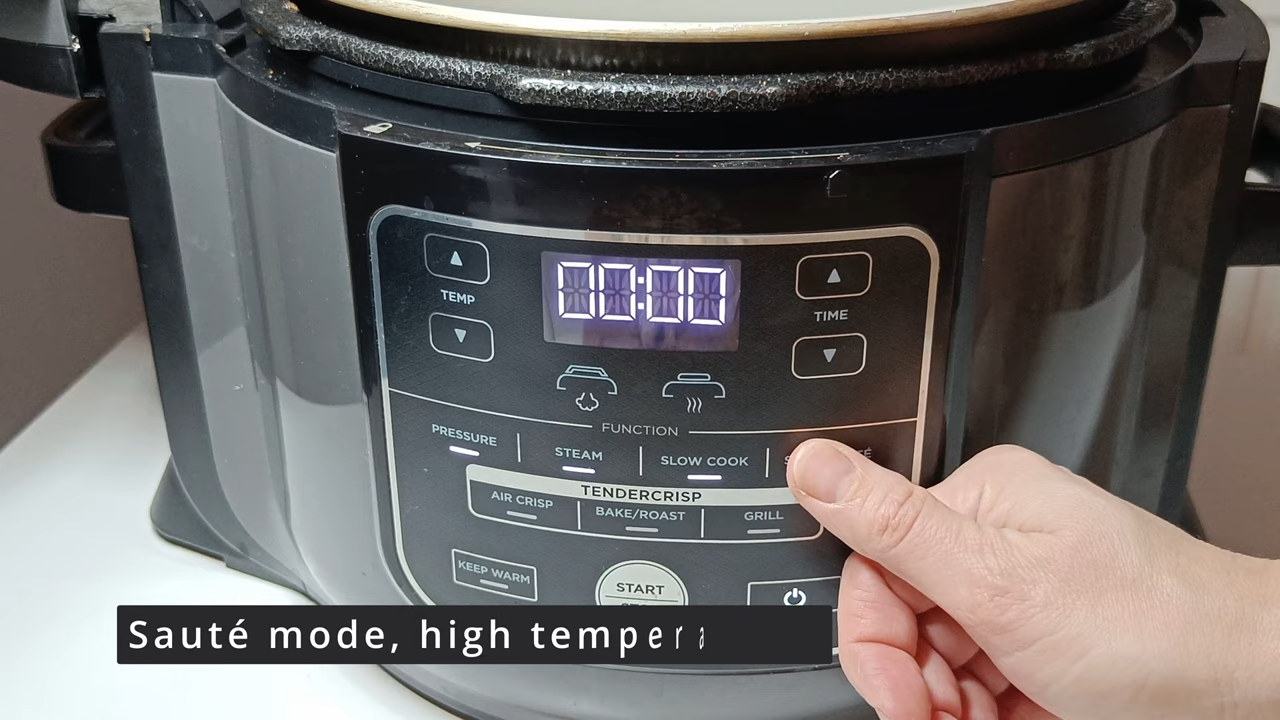 00:00
TEMP
TIME
FUNCTION
PRESSURE
STEAM
SLOW COOK
TENDERCRISP
AIR CRISP
BAKE/ROAST
GRILL
KEEP WARM
START
Sauté mode, high tempera